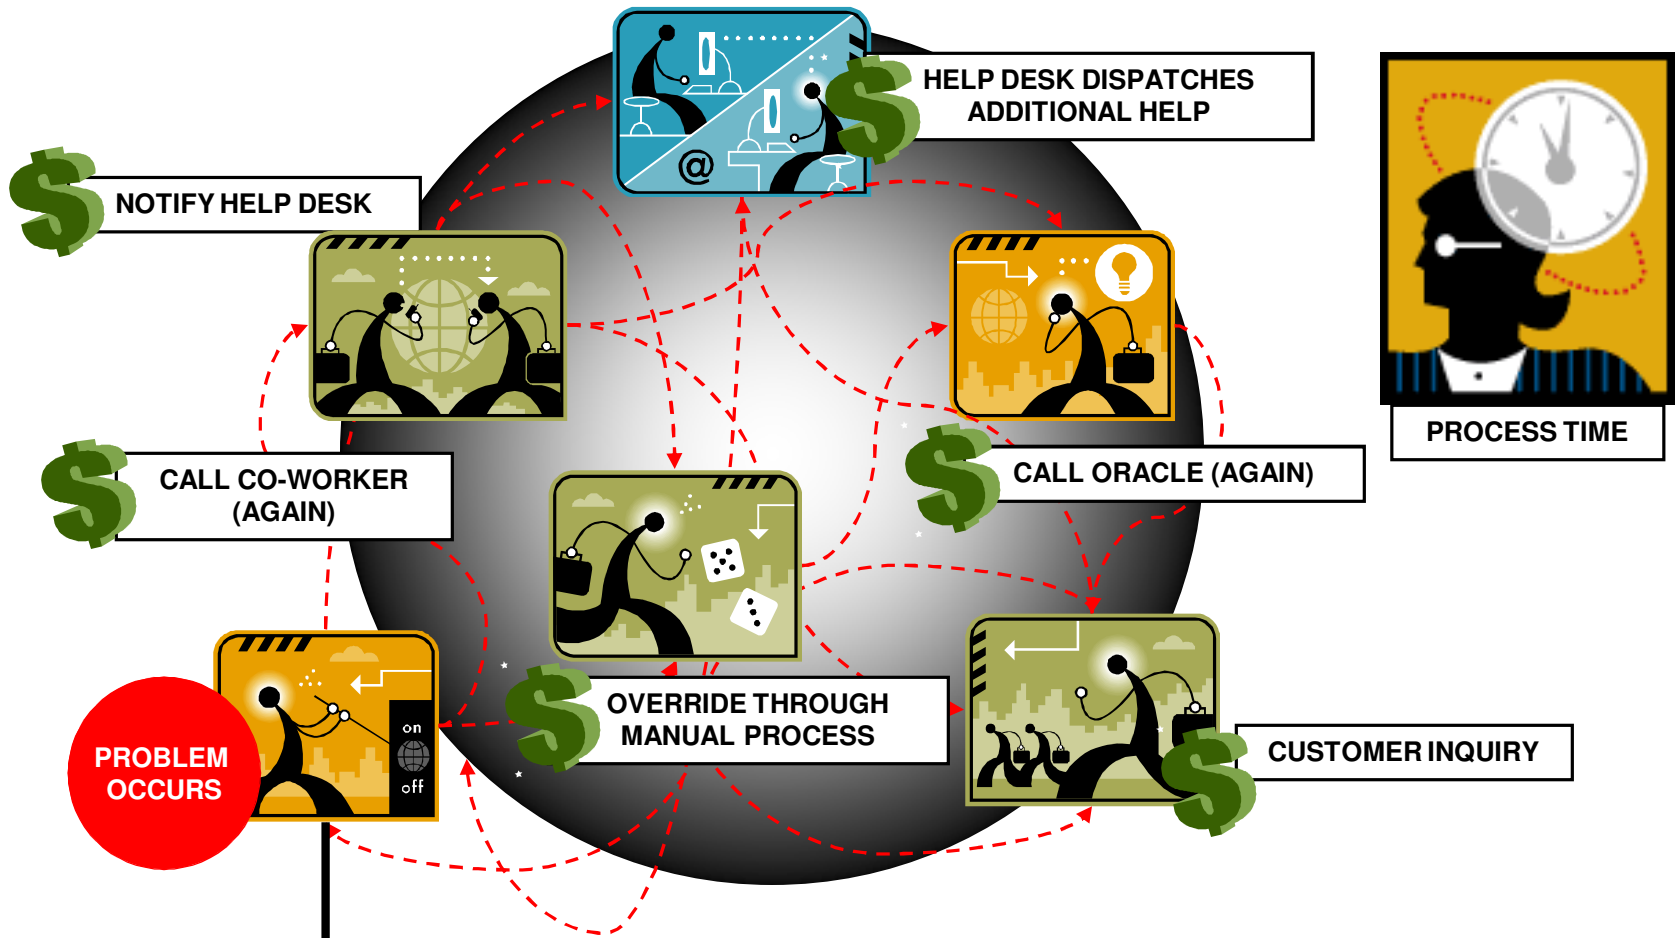 HELP DESK DISPATCHES
ADDITIONAL HELP
@
$
NOTIFY HELP DESK
$
PROCESS TIME
CALL CO-WORKER
(AGAIN)
$
CALL ORACLE (AGAIN)
$
PROBLEM
OCCURS
on
off
OVERRIDE THROUGH
MANUAL PROCESS
$
CUSTOMER INQUIRY
$